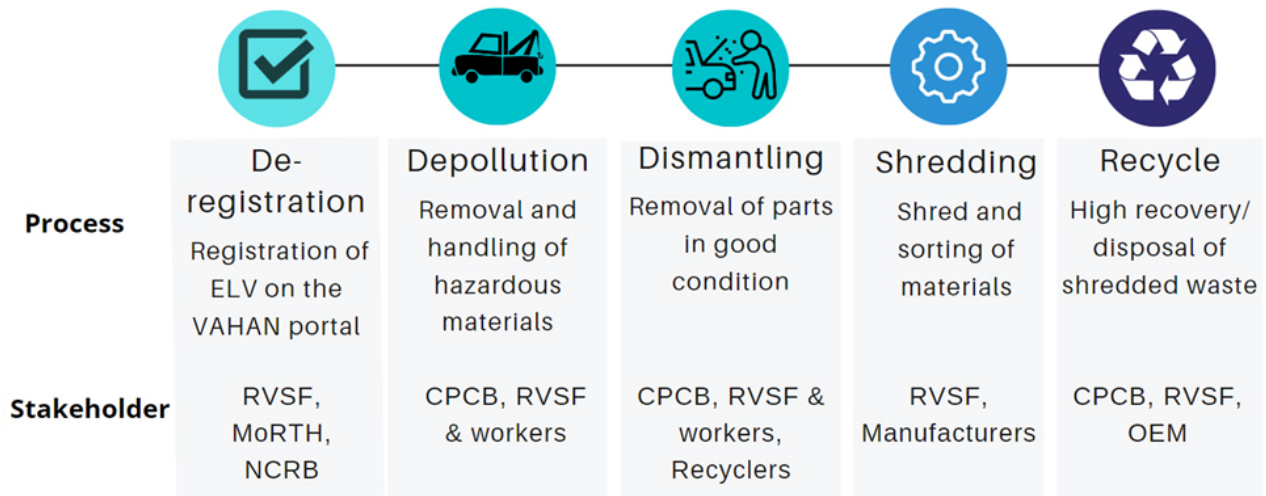 Process
De-
registration
Registration of
ELV on the
VAHAN portal
Depollution
Removal and
handling of
hazardous
materials
Dismantling
Removal of parts
in good
condition
Shredding
Shred and
sorting of
materials
Recycle
High recovery/
disposal of
shredded waste
Stakeholder
RVSF,
MoRTH,
NCRB
CPCB, RVSF
& workers
CPCB, RVSF &
workers,
Recyclers
RVSF,
Manufacturers
CPCB, RVSF,
OEM